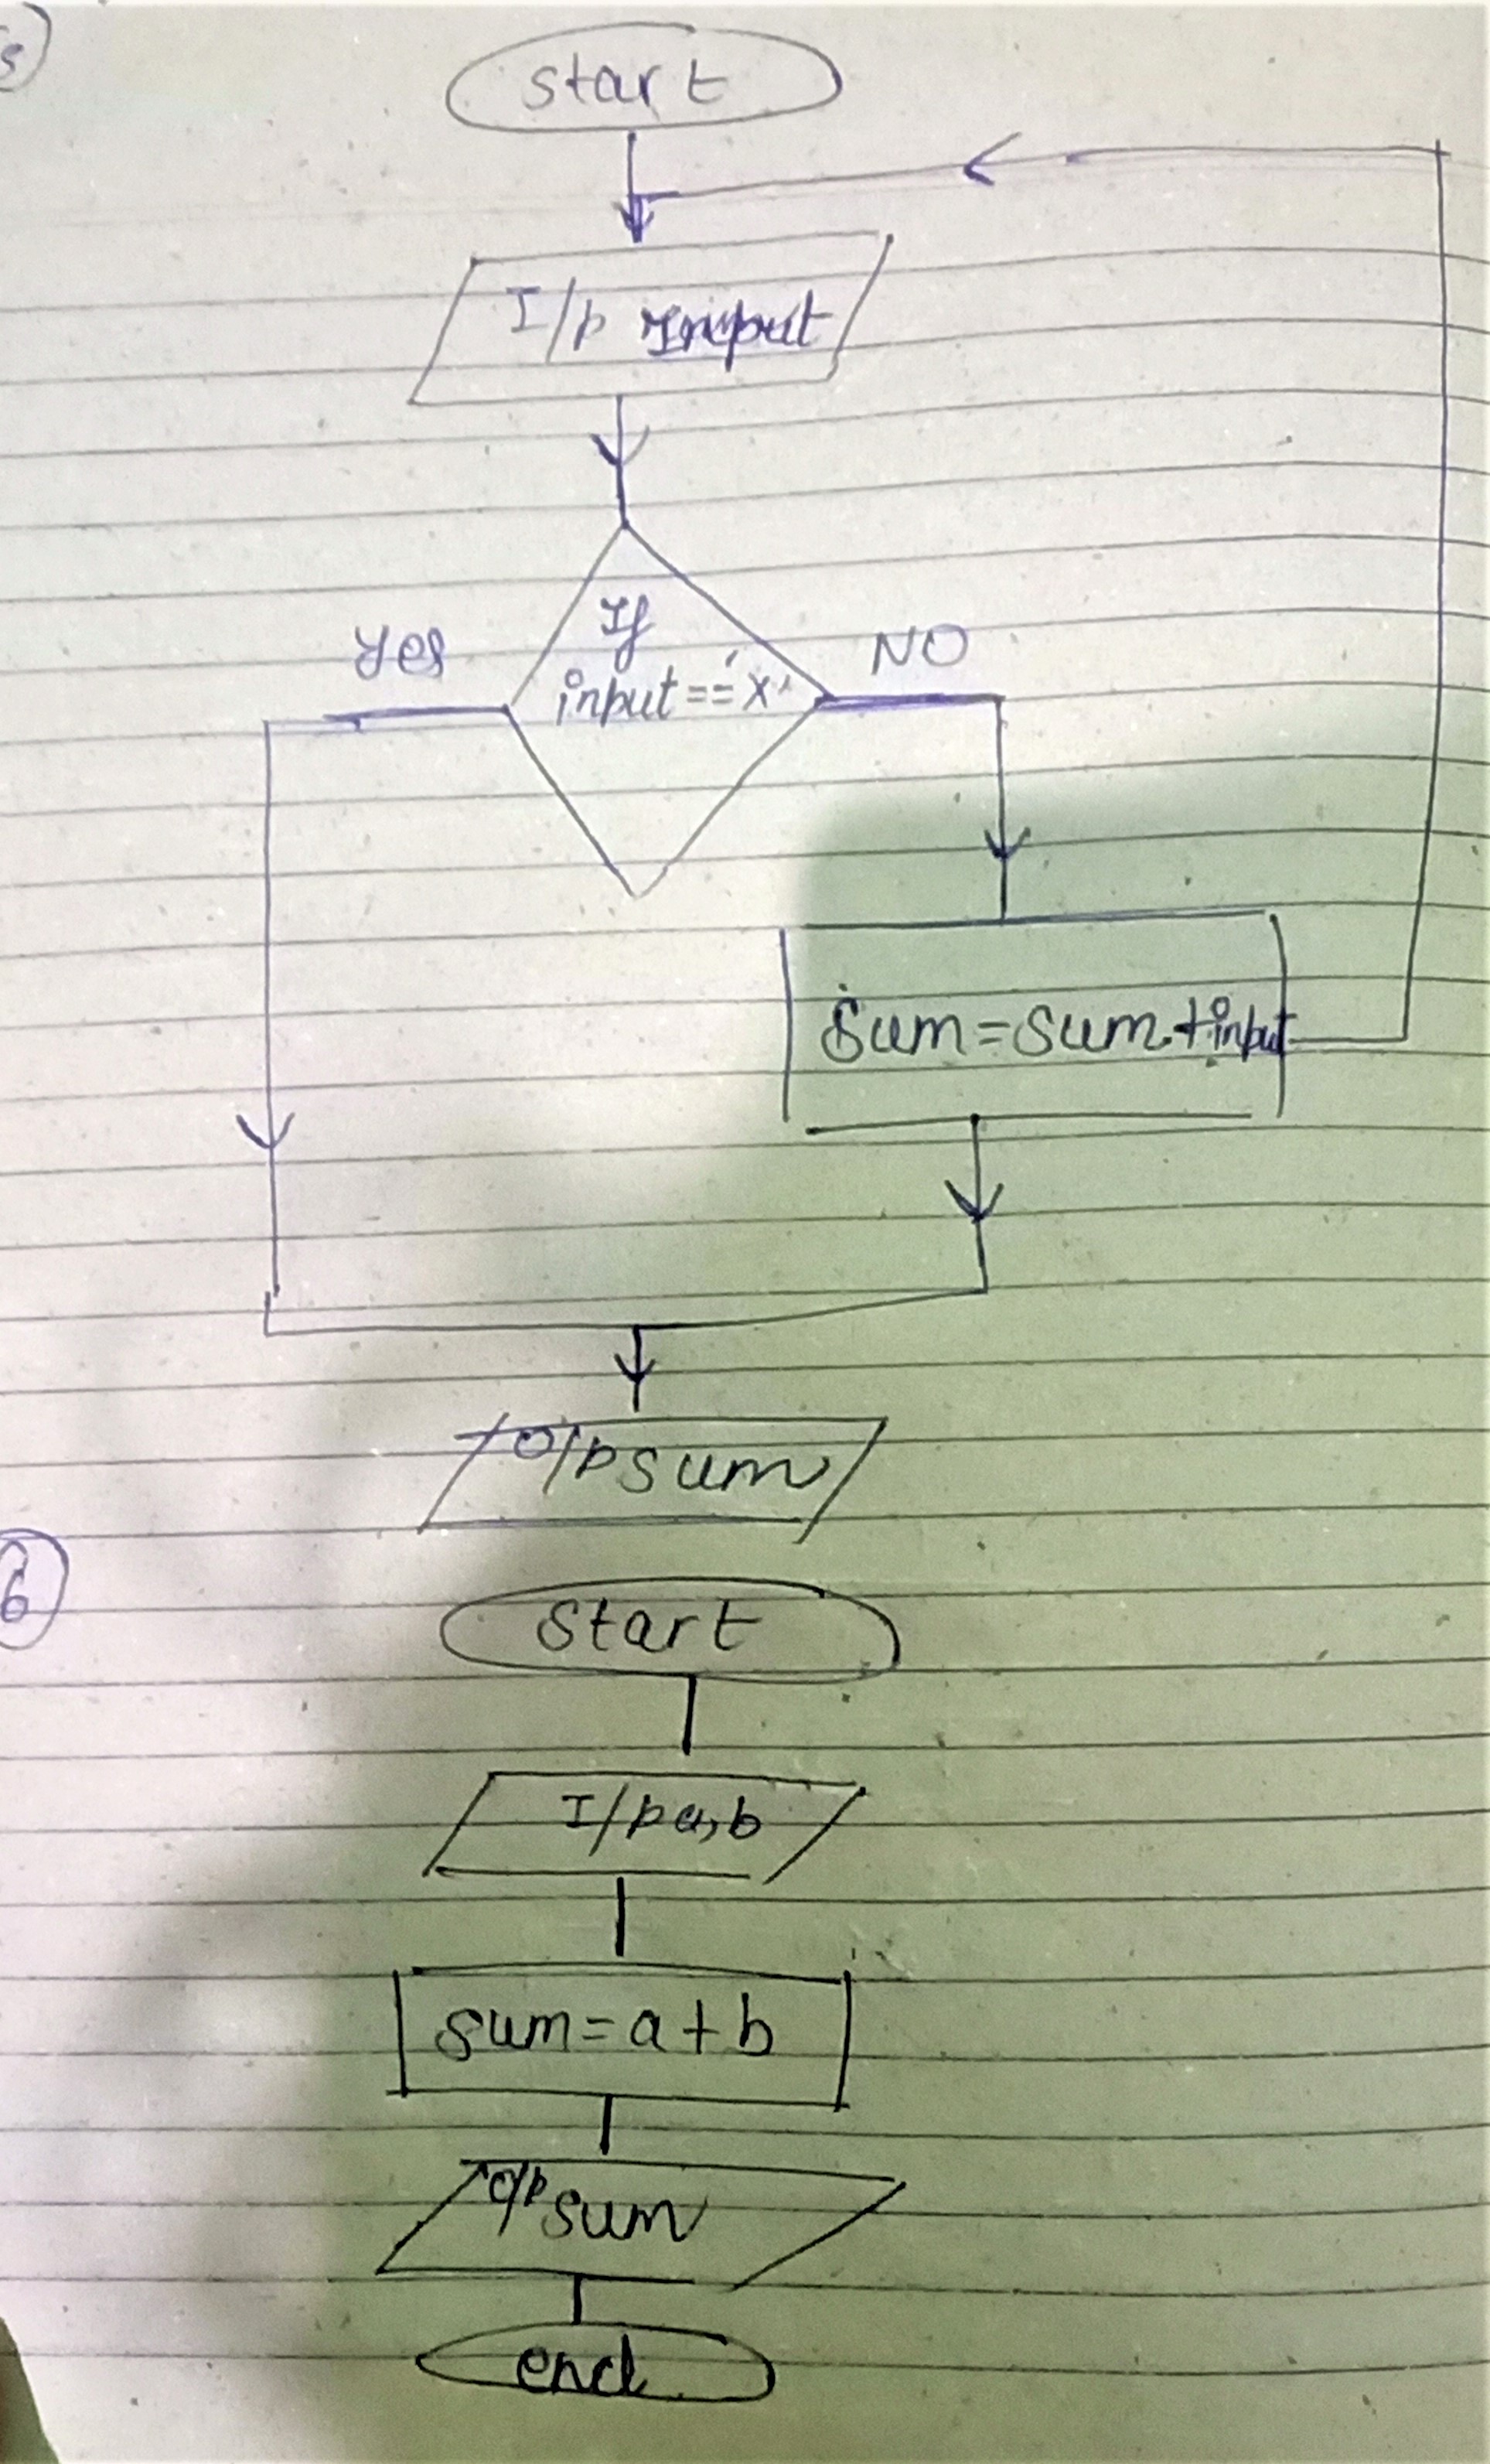 5
start
I/p Input
If
Yes
NO
input=='x'
sum=sum+input
O/p sum
6
start
I/p a,b
sum=a+b
O/p sum
end